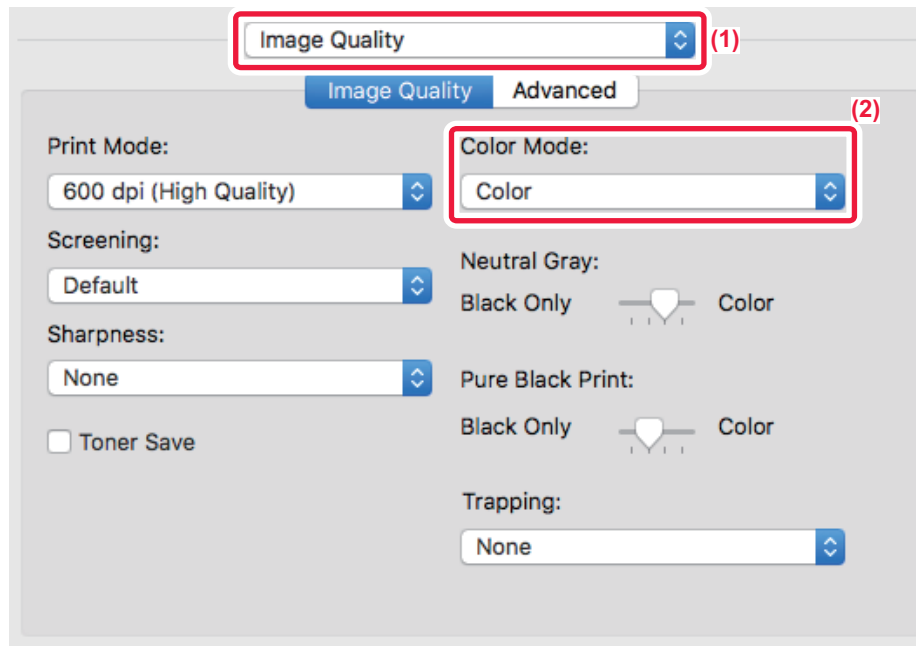 Image Quality
(1)
Image Quality
Advanced
(2)
Print Mode:
600 dpi (High Quality)
Screening:
Default
Sharpness:
None
Toner Save
Color Mode:
Color
Neutral Gray:
Black Only Color
Pure Black Print:
Black Only Color
Trapping:
None